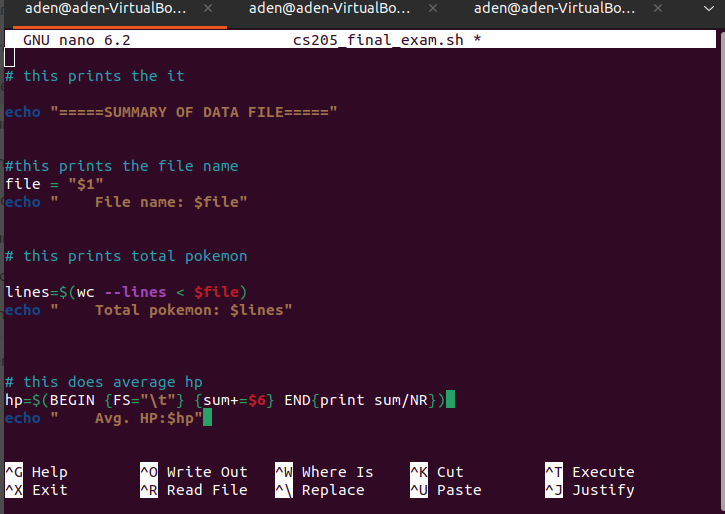 aden@aden-VirtualBo... × aden@aden-VirtualBo... × aden@aden-VirtualBo... ×
GNU nano 6.2 cs205_final_exam.sh *
# this prints the it
echo "=====SUMMARY OF DATA FILE====="
#this prints the file name
file = "$1"
echo "    File name: $file"
# this prints total pokemon
lines=$(wc --lines < $file)
echo "    Total pokemon: $lines"
# this does average hp
hp=$(BEGIN {FS="\t"} {sum+=$6} END{print sum/NR})
echo "    Avg. HP:$hp"
^G Help ^O Write Out ^W Where Is ^K Cut ^T Execute
^X Exit ^R Read File ^\ Replace ^U Paste ^J Justify